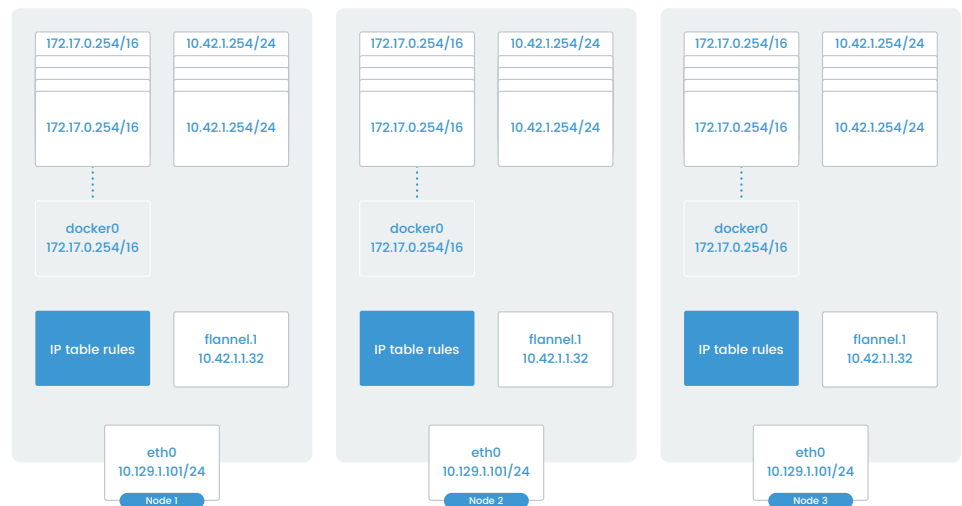 172.17.0.254/16
10.42.1.254/24
172.17.0.254/16
10.42.1.254/24
docker0
172.17.0.254/16
IP table rules
flannel.1
10.42.1.1.32
eth0
10.129.1.101/24
Node 1
172.17.0.254/16
10.42.1.254/24
172.17.0.254/16
10.42.1.254/24
docker0
172.17.0.254/16
IP table rules
flannel.1
10.42.1.1.32
eth0
10.129.1.101/24
Node 2
172.17.0.254/16
10.42.1.254/24
172.17.0.254/16
10.42.1.254/24
docker0
172.17.0.254/16
IP table rules
flannel.1
10.42.1.1.32
eth0
10.129.1.101/24
Node 3